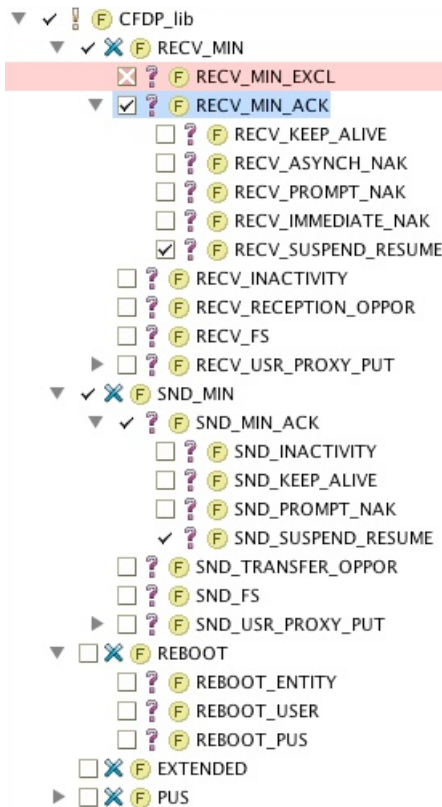 F CFDP_lib
F RECV_MIN
F RECV_MIN_EXCL
F RECV_MIN_ACK
F RECV_KEEP_ALIVE
F RECV_ASYNCH_NAK
F RECV_PROMPT_NAK
F RECV_IMMEDIATE_NAK
F RECV_SUSPEND_RESUME
F RECV_INACTIVITY
F RECV_RECEPTION_OPPOR
F RECV_FS
F RECV_USR_PROXY_PUT
F SND_MIN
F SND_MIN_ACK
F SND_INACTIVITY
F SND_KEEP_ALIVE
F SND_PROMPT_NAK
F SND_SUSPEND_RESUME
F SND_TRANSFER_OPPOR
F SND_FS
F SND_USR_PROXY_PUT
F REBOOT
F REBOOT_ENTITY
F REBOOT_USER
F REBOOT_PUS
F EXTENDED
F PUS